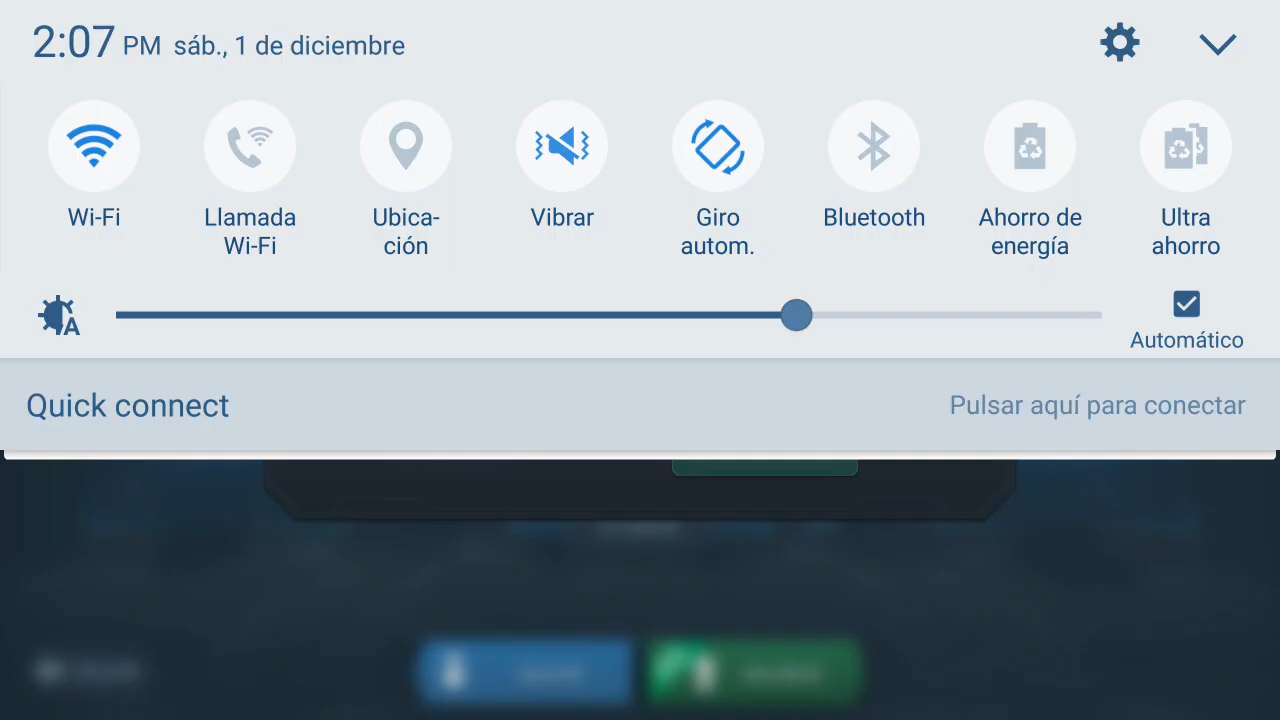 2:07 PM sáb., 1 de diciembre
Wi-Fi
Llamada
Wi-Fi
Ubica-
ción
Vibrar
Giro
autom.
Bluetooth
Ahorro de
energía
Ultra
ahorro
A
Automático
Quick connect
Pulsar aquí para conectar